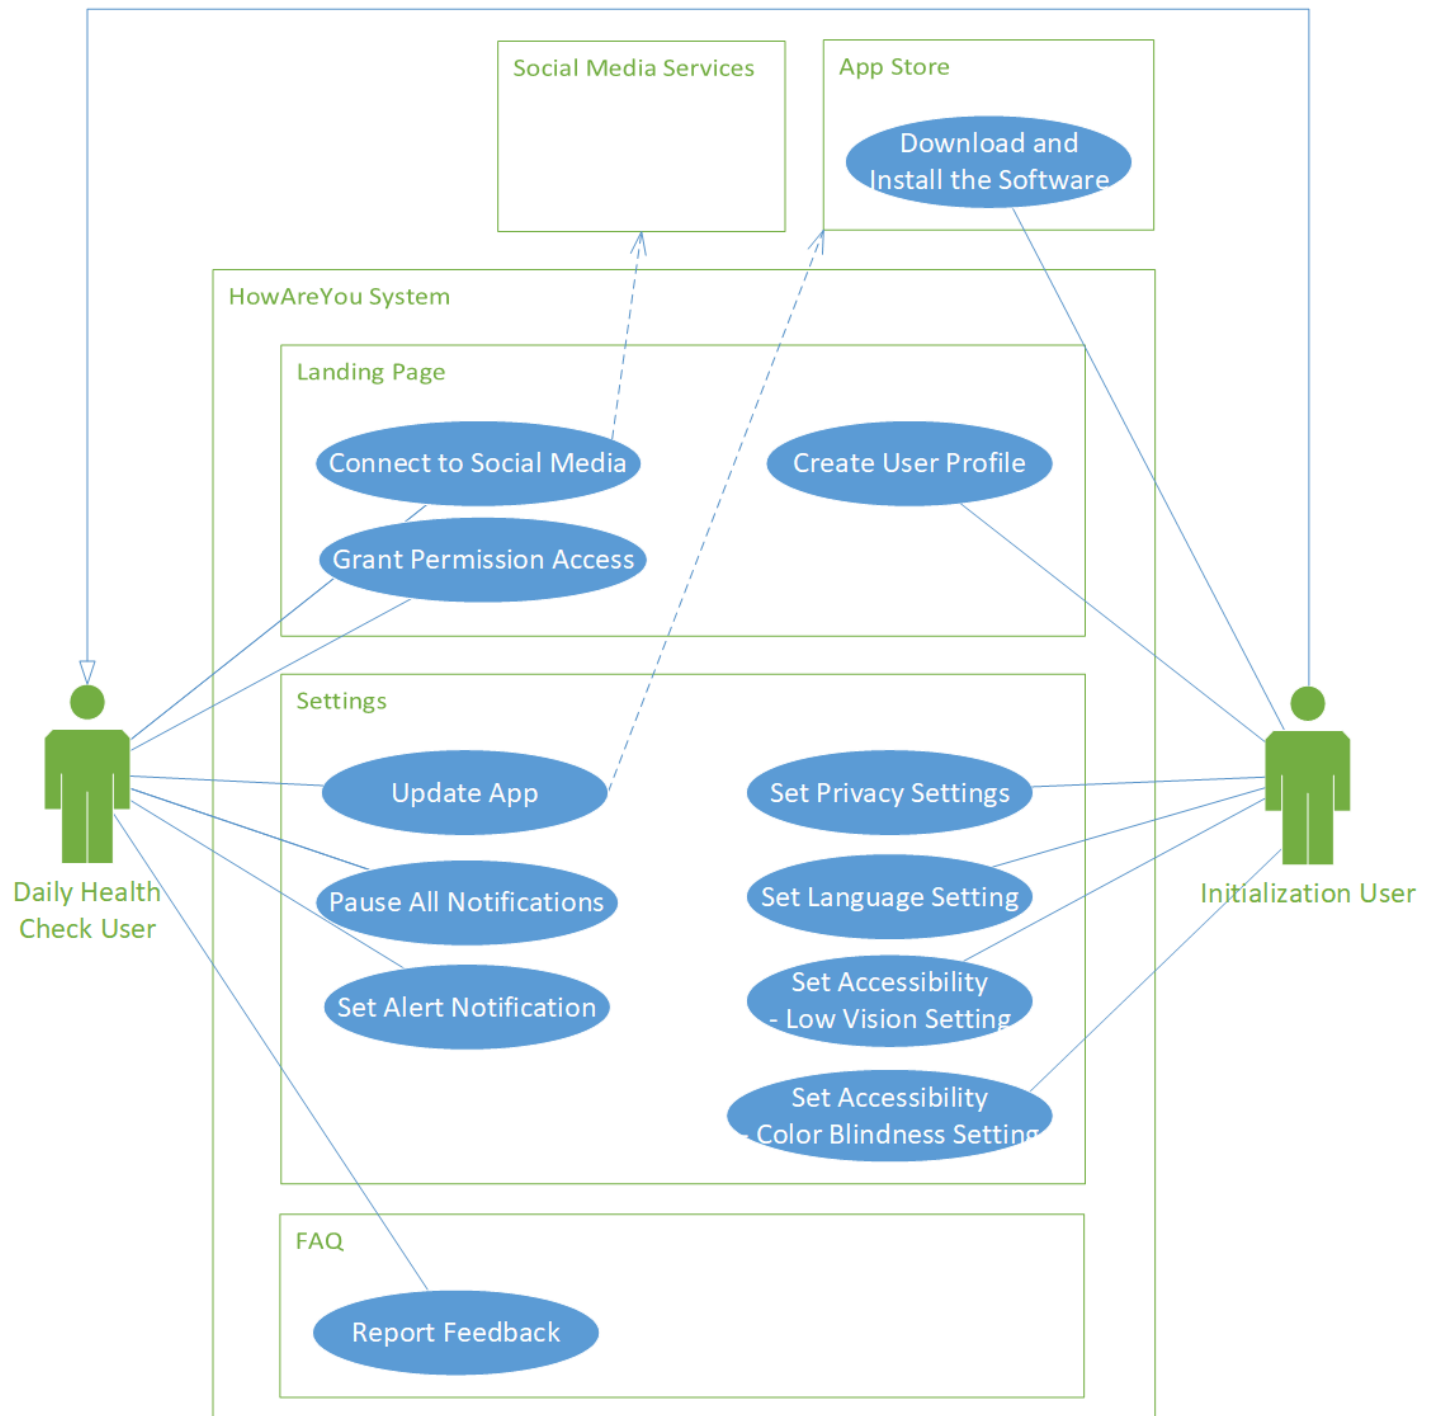 Social Media Services
App Store
Download and
Install the Software
HowAreYou System
Landing Page
Connect to Social Media
Create User Profile
Grant Permission Access
Settings
Update App
Set Privacy Settings
Daily Health
Check User
Initialization User
Pause All Notifications
Set Language Setting
Set Alert Notification
Set Accessibility
- Low Vision Setting
Set Accessibility
- Color Blindness Setting
FAQ
Report Feedback